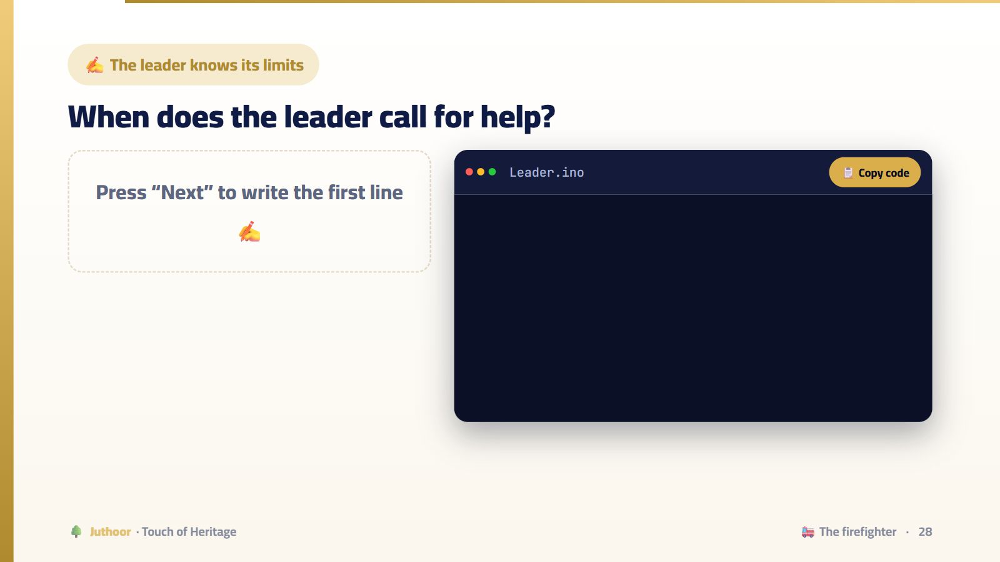 ✍️ The leader knows its limits
When does the leader call for help?
Press “Next” to write the first line
✍️
Leader.ino
📋 Copy code
🌳 Juthoor · Touch of Heritage
🚒 The firefighter · 28